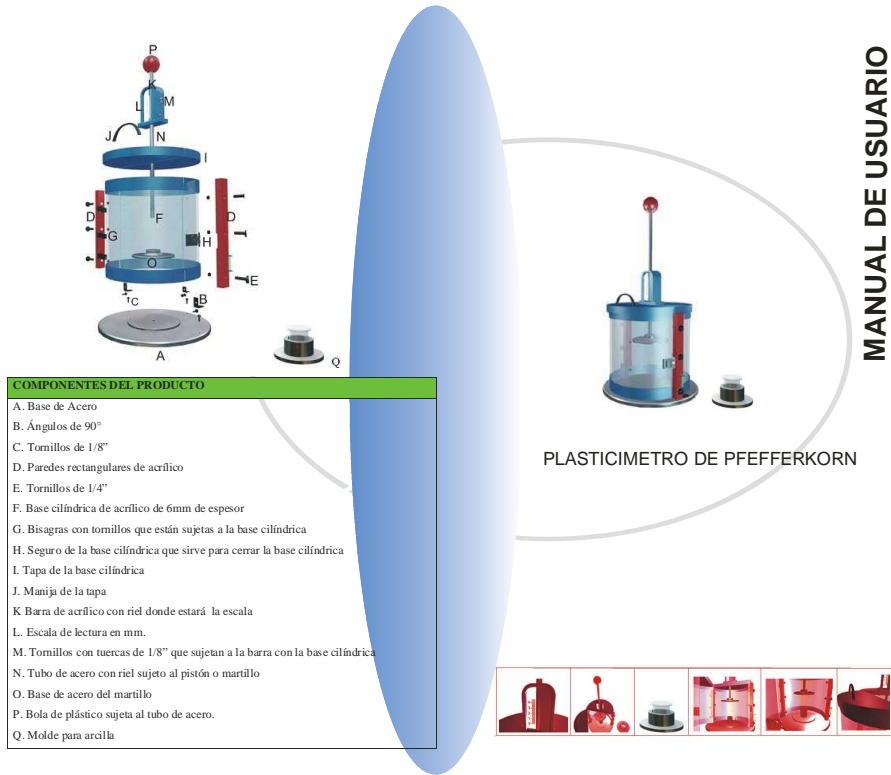 P
K
L
M
J
N
I
D
F
D
G
H
O
E
C
B
A
Q
COMPONENTES DEL PRODUCTO
A. Base de Acero
B. Ángulos de 90°
C. Tornillos de 1/8”
D. Paredes rectangulares de acrílico
E. Tornillos de 1/4”
F. Base cilíndrica de acrílico de 6mm de espesor
G. Bisagras con tornillos que están sujetas a la base cilíndrica
H. Seguro de la base cilíndrica que sirve para cerrar la base cilíndrica
I. Tapa de la base cilíndrica
J. Manija de la tapa
K Barra de acrílico con riel donde estará la escala
L. Escala de lectura en mm.
M. Tornillos con tuercas de 1/8” que sujetan a la barra con la base cilíndrica
N. Tubo de acero con riel sujeto al pistón o martillo
O. Base de acero del martillo
P. Bola de plástico sujeta al tubo de acero.
Q. Molde para arcilla
MANUAL DE USUARIO
PLASTICIMETRO DE PFEFFERKORN